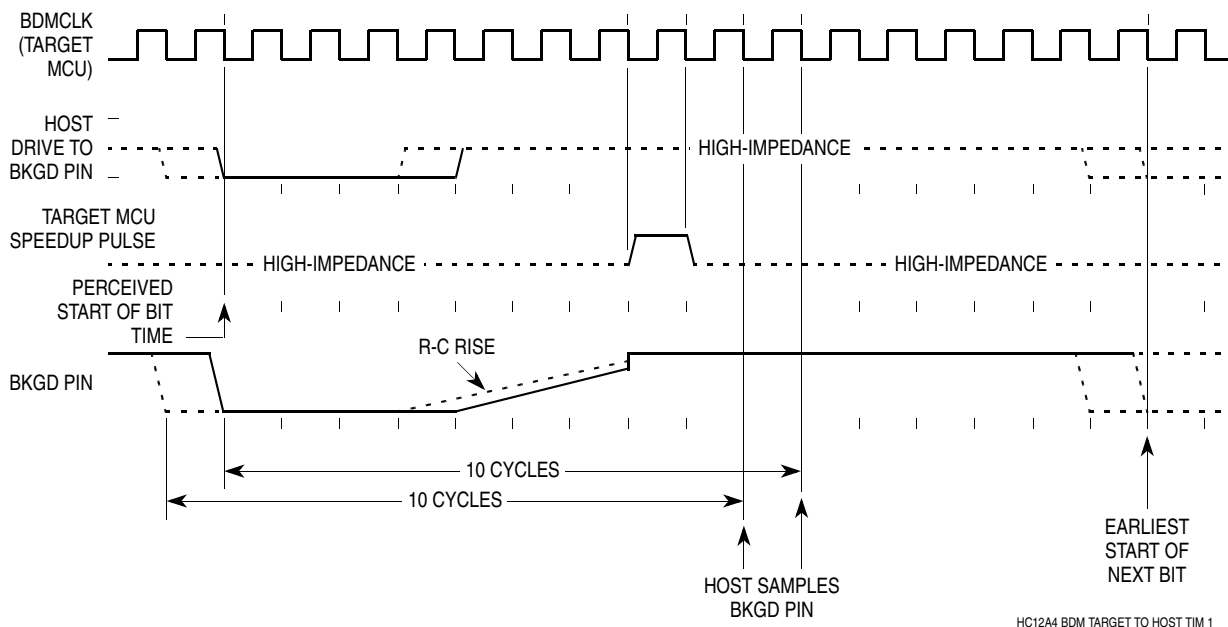 BDMCLK
(TARGET
MCU)
HOST
DRIVE TO
BKGD PIN
HIGH-IMPEDANCE
TARGET MCU
SPEEDUP PULSE
HIGH-IMPEDANCE
HIGH-IMPEDANCE
PERCEIVED
START OF BIT
TIME
R-C RISE
BKGD PIN
10 CYCLES
10 CYCLES
HOST SAMPLES
BKGD PIN
EARLIEST
START OF
NEXT BIT
HC12A4 BDM TARGET TO HOST TIM 1